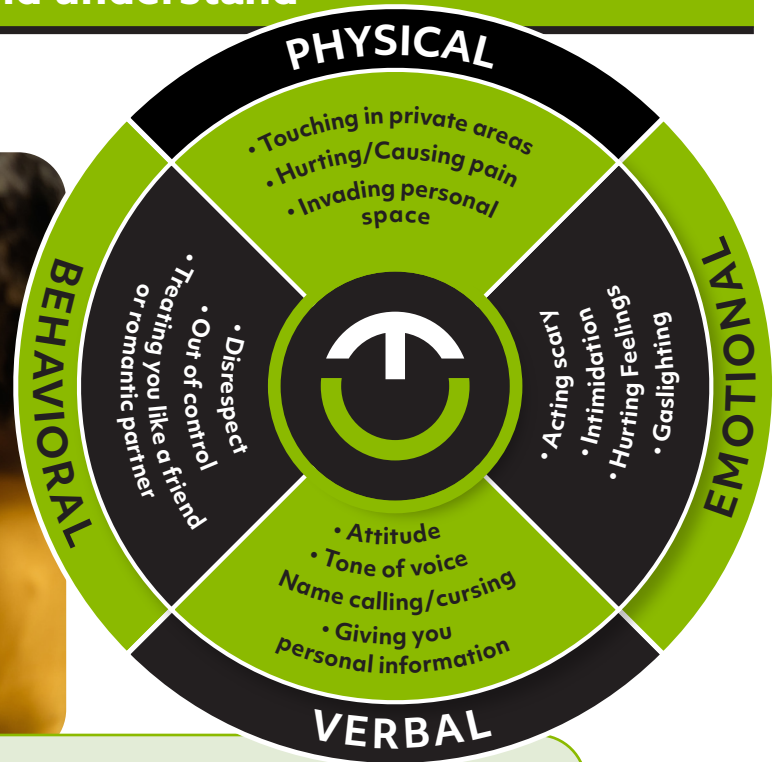 understand
PHYSICAL
• Touching in private areas
• Hurting/Causing pain
• Invading personal
space
BEHAVIORAL
• Disrespect
• Out of control
• Treating you like a friend
or romantic partner
EMOTIONAL
• Acting scary
• Intimidation
• Hurting Feelings
• Gaslighting
• Attitude
• Tone of voice
Name calling/cursing
• Giving you
personal information
VERBAL